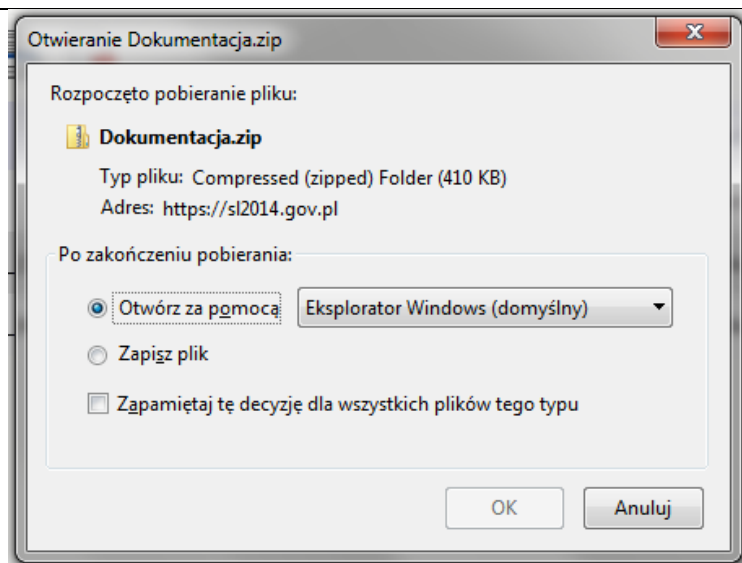 Otwieranie Dokumentacja.zip
Rozpoczęto pobieranie pliku:
Dokumentacja.zip
Typ pliku: Compressed (zipped) Folder (410 KB)
Adres: https://sl2014.gov.pl
Po zakończeniu pobierania:
Otwórz za pomocą Eksplorator Windows (domyślny)
Zapisz plik
Zapamiętaj tę decyzję dla wszystkich plików tego typu
OK Anuluj